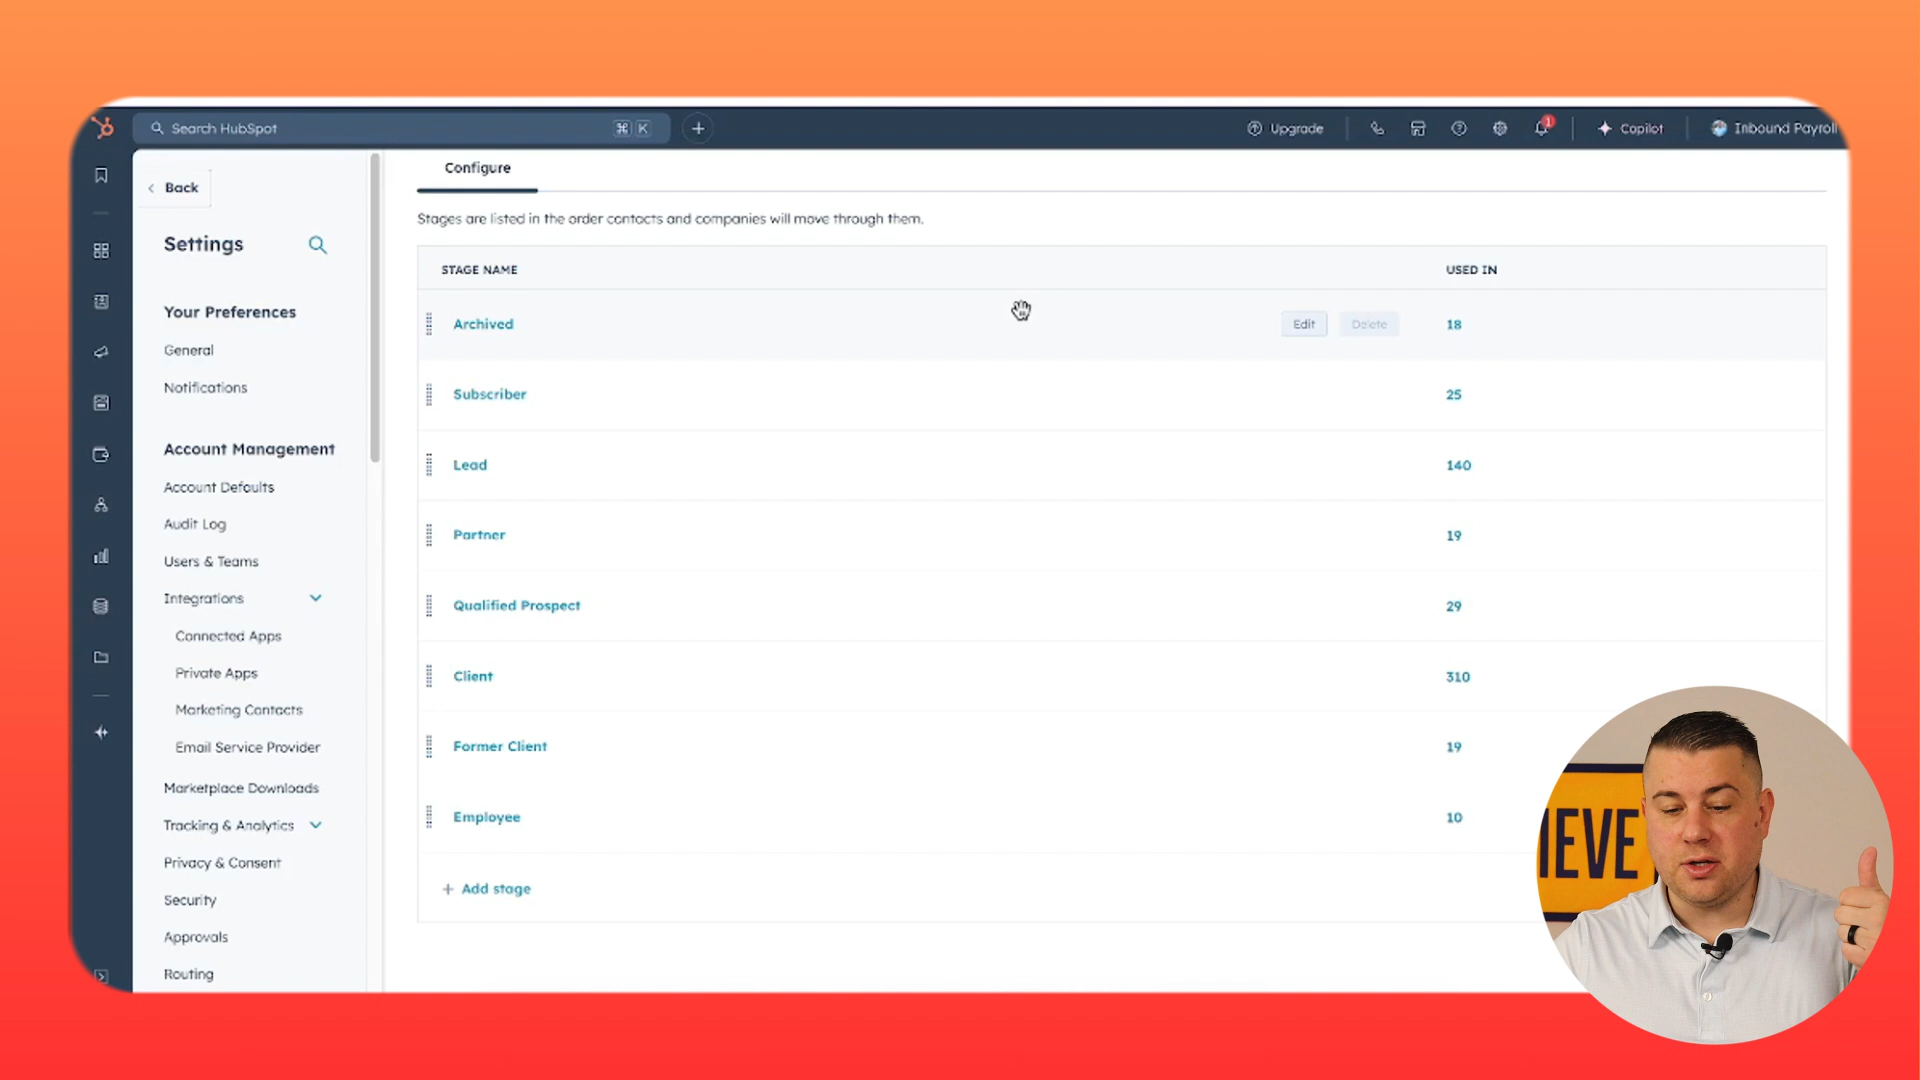 Search HubSpot
⌘ K
Upgrade
1
Copilot
Inbound Payroll
Back
Settings
Your Preferences
General
Notifications
Account Management
Account Defaults
Audit Log
Users & Teams
Integrations
Connected Apps
Private Apps
Marketing Contacts
Email Service Provider
Marketplace Downloads
Tracking & Analytics
Privacy & Consent
Security
Approvals
Routing
Configure
Stages are listed in the order contacts and companies will move through them.
STAGE NAME USED IN
Archived Edit Delete 18
Subscriber 25
Lead 140
Partner 19
Qualified Prospect 29
Client 310
Former Client 19
Employee 10
+ Add stage
IEVE